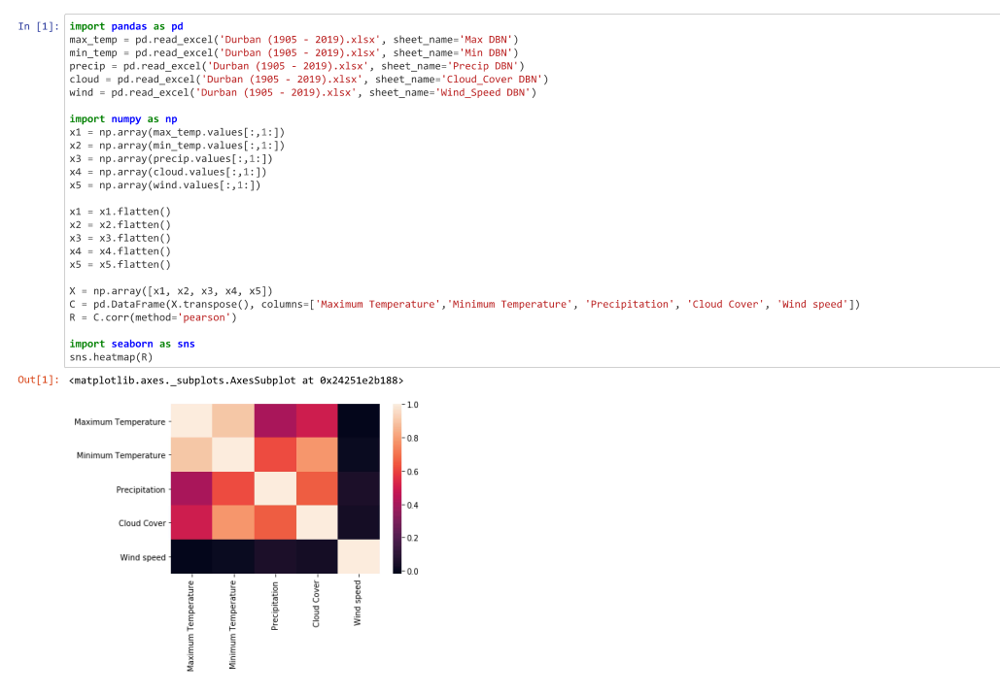 In [1]: import pandas as pd
max_temp = pd.read_excel('Durban (1905 - 2019).xlsx', sheet_name='Max DBN')
min_temp = pd.read_excel('Durban (1905 - 2019).xlsx', sheet_name='Min DBN')
precip = pd.read_excel('Durban (1905 - 2019).xlsx', sheet_name='Precip DBN')
cloud = pd.read_excel('Durban (1905 - 2019).xlsx', sheet_name='Cloud_Cover DBN')
wind = pd.read_excel('Durban (1905 - 2019).xlsx', sheet_name='Wind_Speed DBN')
import numpy as np
x1 = np.array(max_temp.values[:,1:])
x2 = np.array(min_temp.values[:,1:])
x3 = np.array(precip.values[:,1:])
x4 = np.array(cloud.values[:,1:])
x5 = np.array(wind.values[:,1:])
x1 = x1.flatten()
x2 = x2.flatten()
x3 = x3.flatten()
x4 = x4.flatten()
x5 = x5.flatten()
X = np.array([x1, x2, x3, x4, x5])
C = pd.DataFrame(X.transpose(), columns=['Maximum Temperature','Minimum Temperature', 'Precipitation', 'Cloud Cover', 'Wind speed'])
R = C.corr(method='pearson')
import seaborn as sns
sns.heatmap(R)
Out[1]: <matplotlib.axes._subplots.AxesSubplot at 0x24251e2b188>
Maximum Temperature
Minimum Temperature
Precipitation
Cloud Cover
Wind speed
Maximum Temperature
Minimum Temperature
Precipitation
Cloud Cover
Wind speed
1.0
0.8
0.6
0.4
0.2
0.0